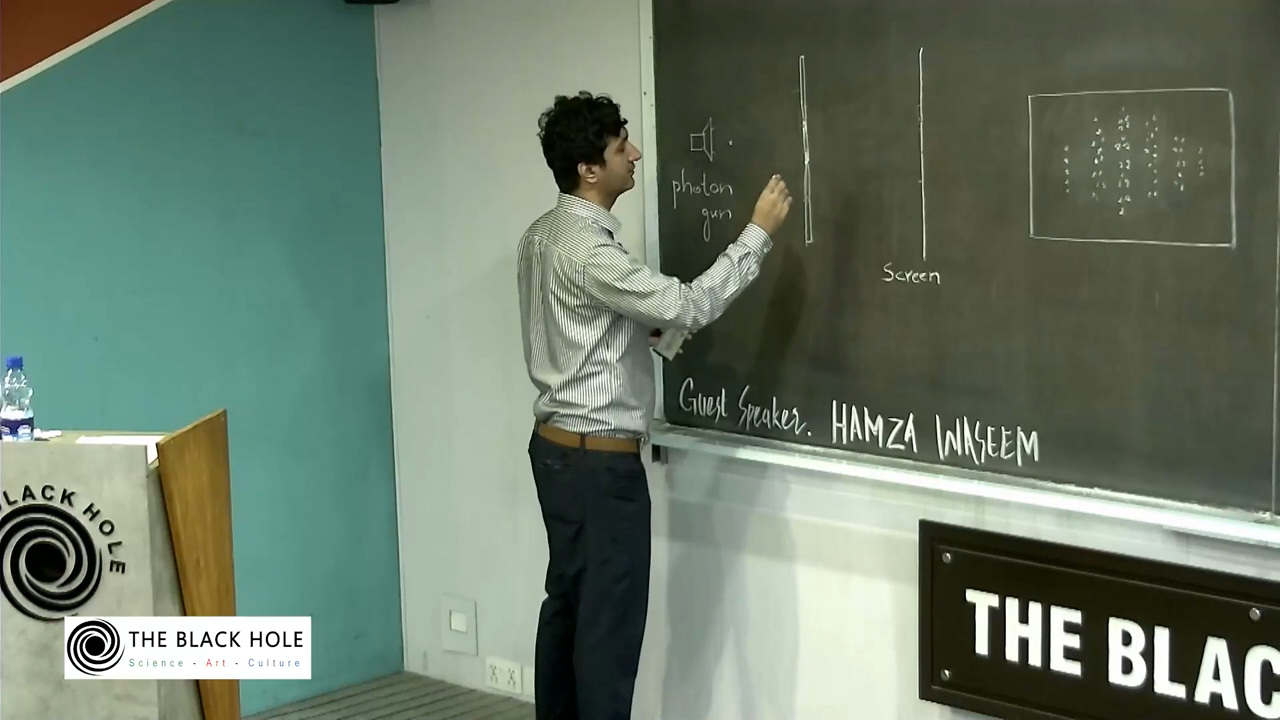 photon
gun
Screen
Guest Speaker. HAMZA WASEEM
BLACK HOLE
THE BLACK HOLE
Science - Art - Culture
THE BLAC